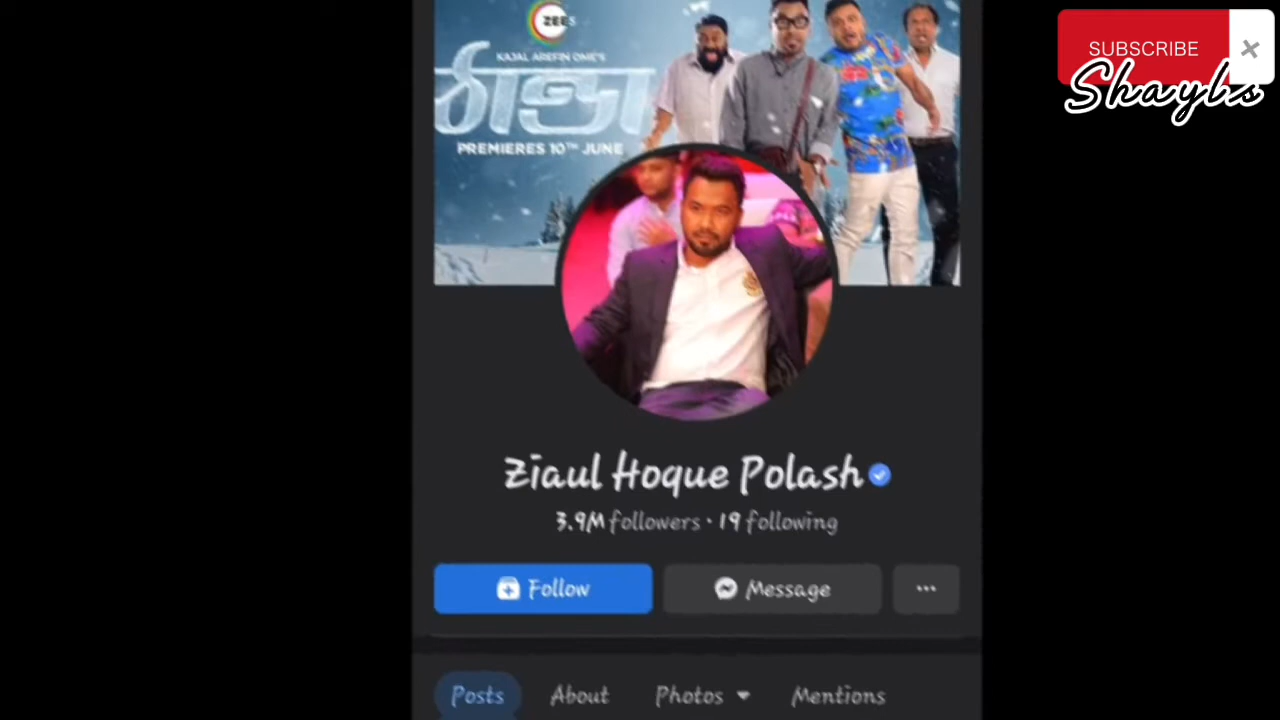 SUBSCRIBE
Shayl.s
ZEE5
KAJAL AREFIN OME'S
ঠান্ডা
PREMIERES 10TH JUNE
Ziaul Hoque Polash
3.9M followers • 19 following
Follow
Message
Posts
About
Photos
Mentions